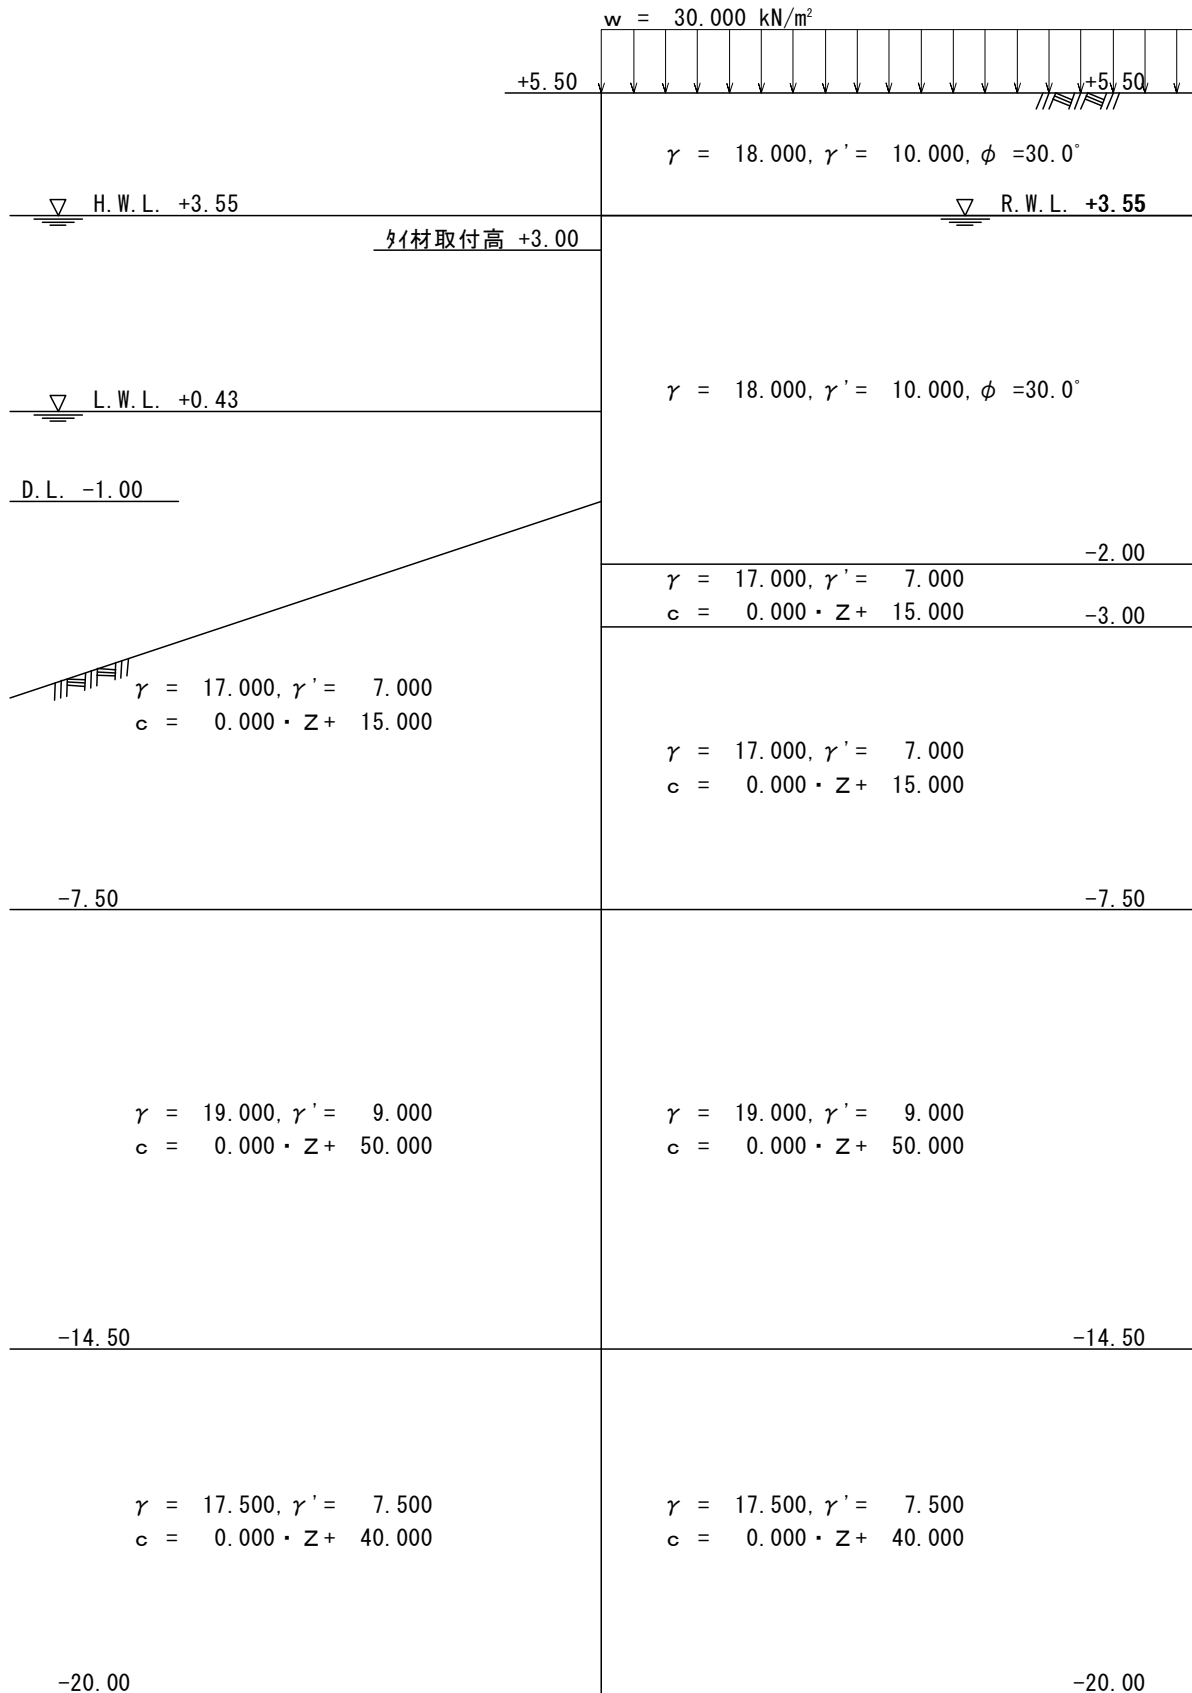 w = 30.000 kN/m²
+5.50 +5.50
γ = 18.000, γ'= 10.000, φ =30.0°
H.W.L. +3.55 R.W.L. +3.55
タイ材取付高 +3.00
L.W.L. +0.43
γ = 18.000, γ'= 10.000, φ =30.0°
D.L. -1.00
-2.00
γ = 17.000, γ'= 7.000
c = 0.000・Z+ 15.000 -3.00
γ = 17.000, γ'= 7.000
c = 0.000・Z+ 15.000
γ = 17.000, γ'= 7.000
c = 0.000・Z+ 15.000
-7.50 -7.50
γ = 19.000, γ'= 9.000 γ = 19.000, γ'= 9.000
c = 0.000・Z+ 50.000 c = 0.000・Z+ 50.000
-14.50 -14.50
γ = 17.500, γ'= 7.500 γ = 17.500, γ'= 7.500
c = 0.000・Z+ 40.000 c = 0.000・Z+ 40.000
-20.00 -20.00